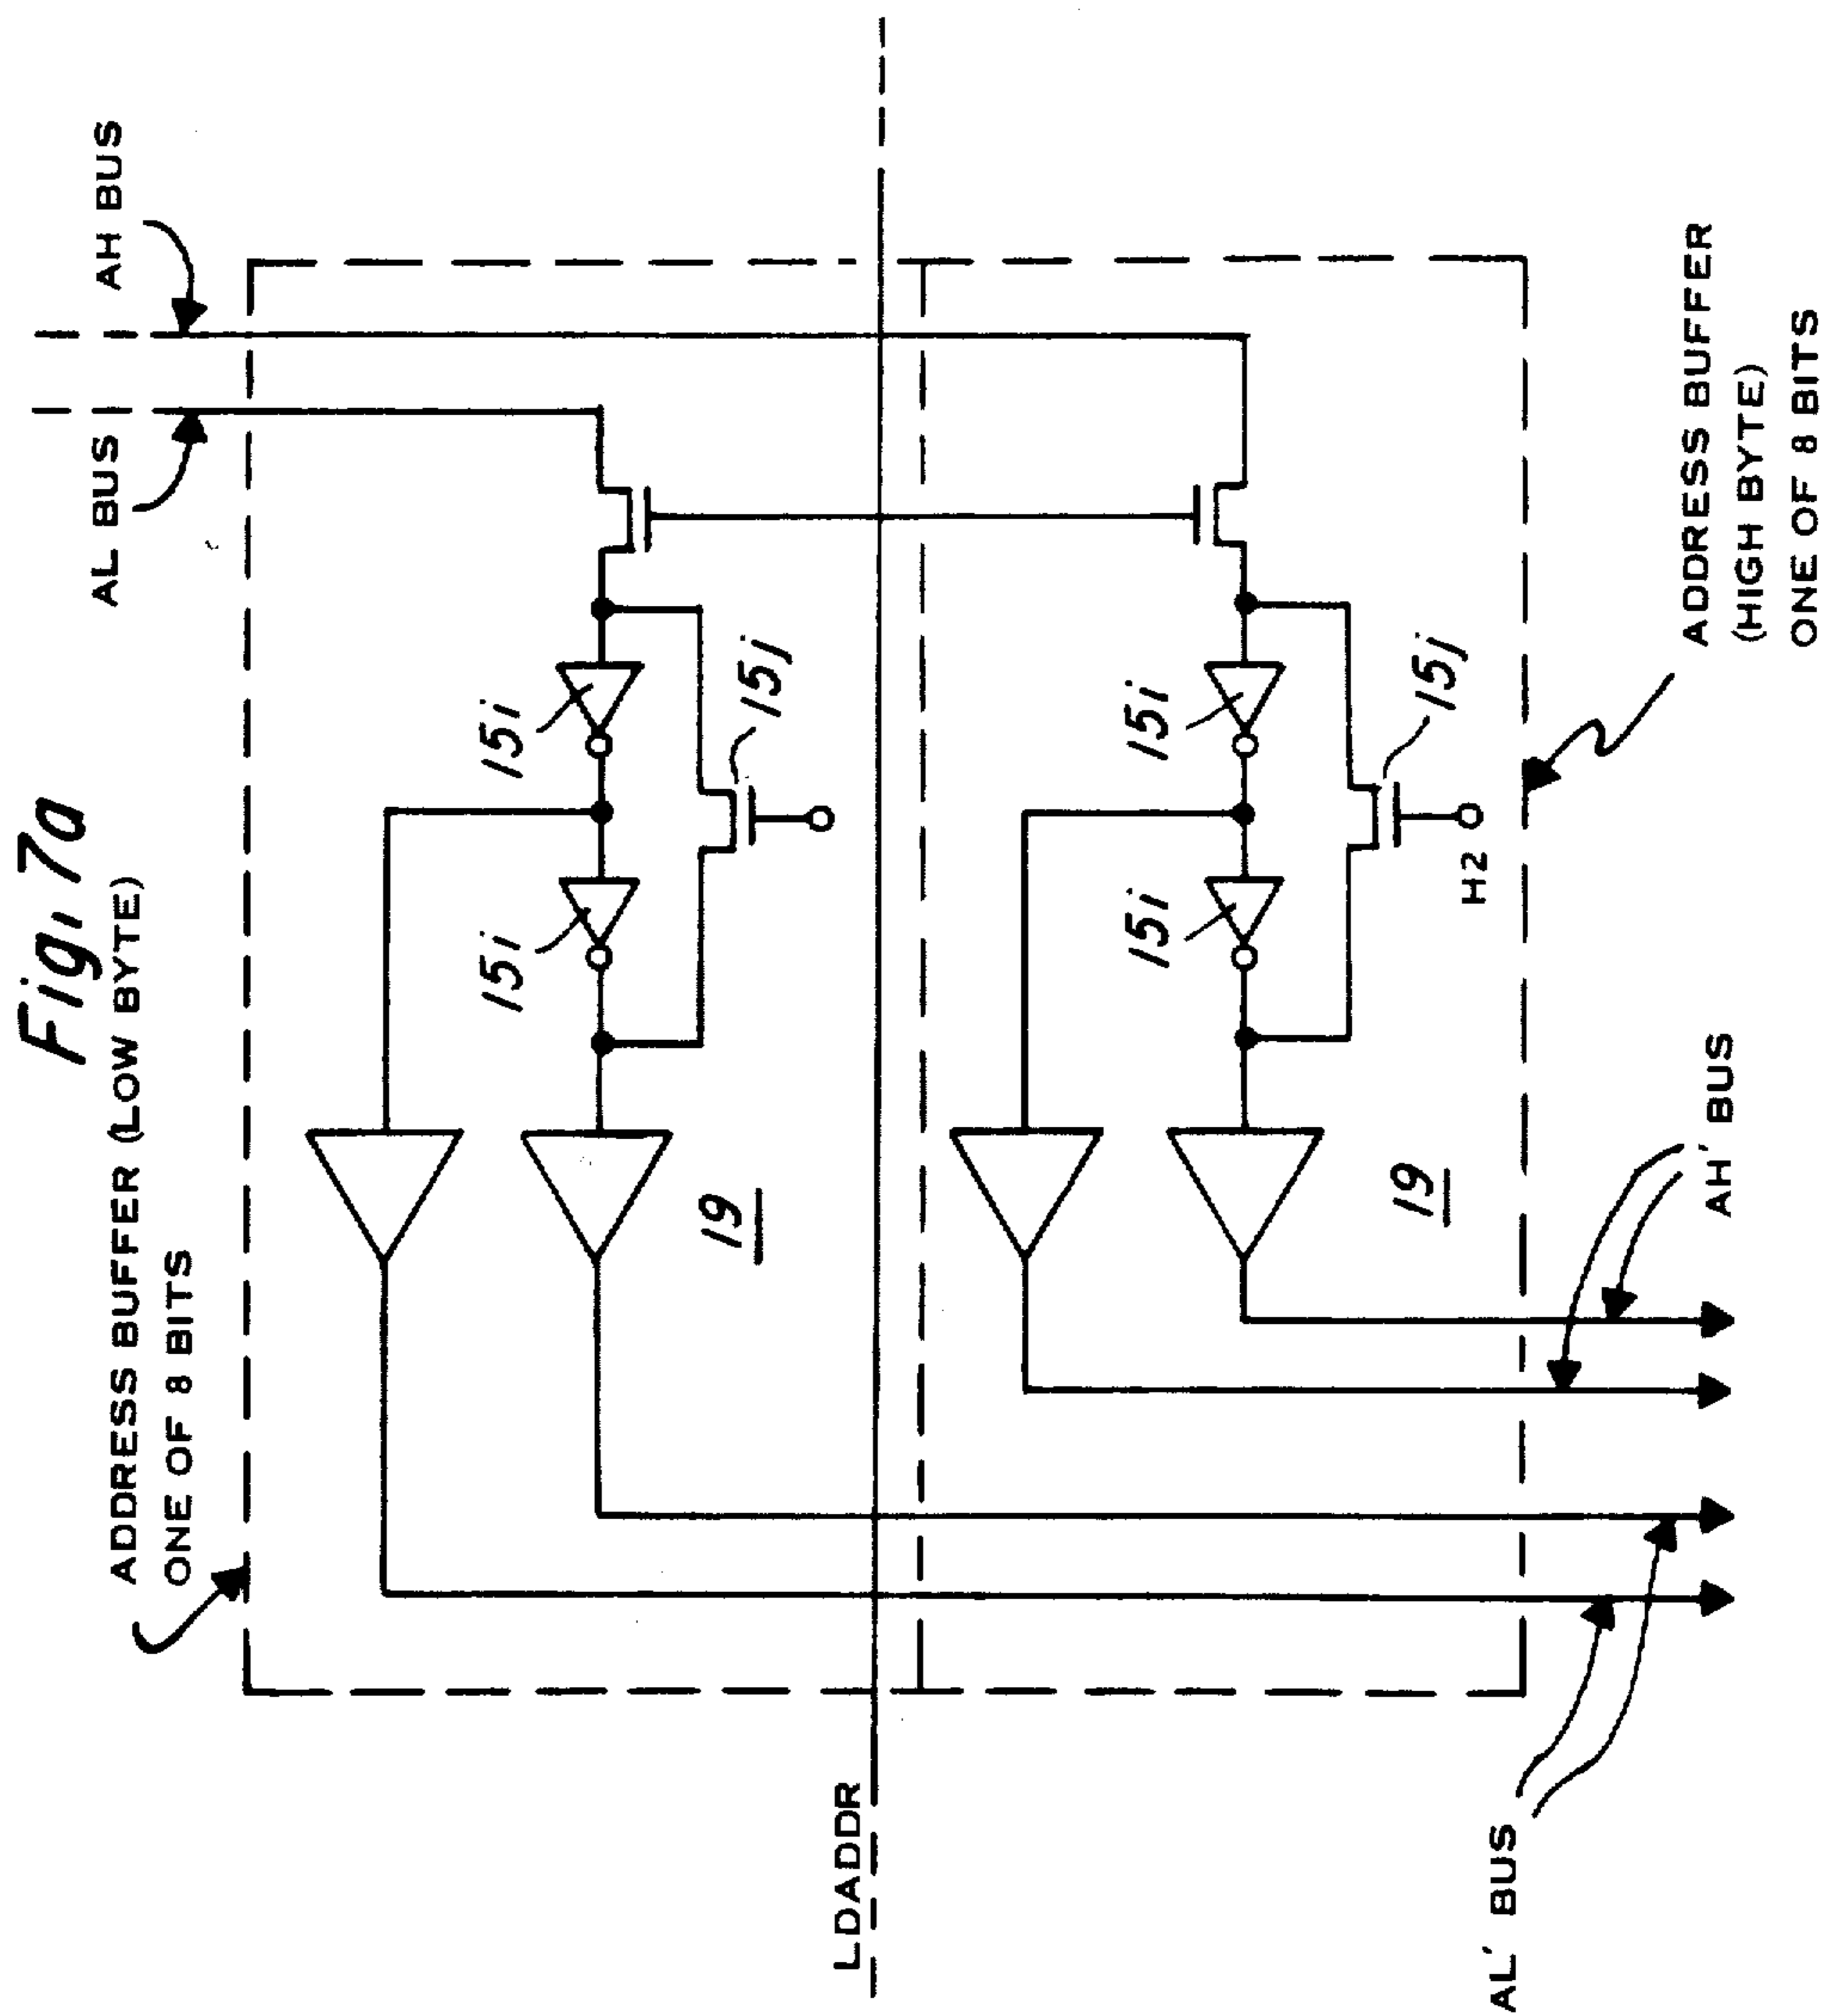 Fig. 7a
ADDRESS BUFFER (LOW BYTE)
ONE OF 8 BITS
AL BUS
AH BUS
15i
15i
15j
19
LDADDR
15i
15i
15j
H2
19
AL' BUS
AH' BUS
ADDRESS BUFFER
(HIGH BYTE)
ONE OF 8 BITS